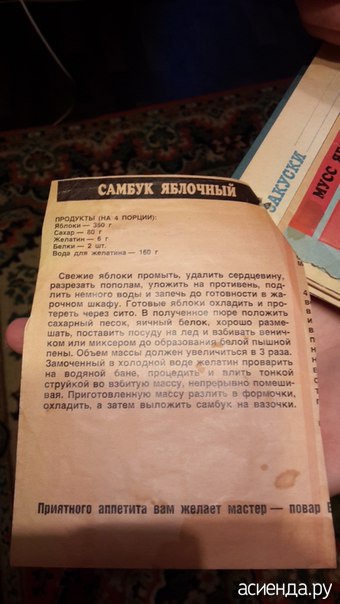 САМБУК ЯБЛОЧНЫЙ
ПРОДУКТЫ (НА 4 ПОРЦИИ):
Яблоки — 350 г
Сахар — 80 г
Желатин — 6 г
Белки — 2 шт.
Вода для желатина — 160 г
Свежие яблоки промыть, удалить сердцевину,
разрезать пополам, уложить на противень, под-
лить немного воды и запечь до готовности в жа-
рочном шкафу. Готовые яблоки охладить и про-
тереть через сито. В полученное пюре положить
сахарный песок, яичный белок, хорошо разме-
шать, поставить посуду на лед и взбивать венич-
ком или миксером до образования белой пышной
пены. Объем массы должен увеличиться в 3 раза.
Замоченный в холодной воде желатин проварить
на водяной бане, процедить и влить тонкой
струйкой во взбитую массу, непрерывно помеши-
вая. Приготовленную массу разлить в формочки,
охладить, а затем выложить самбук на вазочки.
Приятного аппетита вам желает мастер — повар
ЗАКУСКИ
МУСС
асиенда.ру